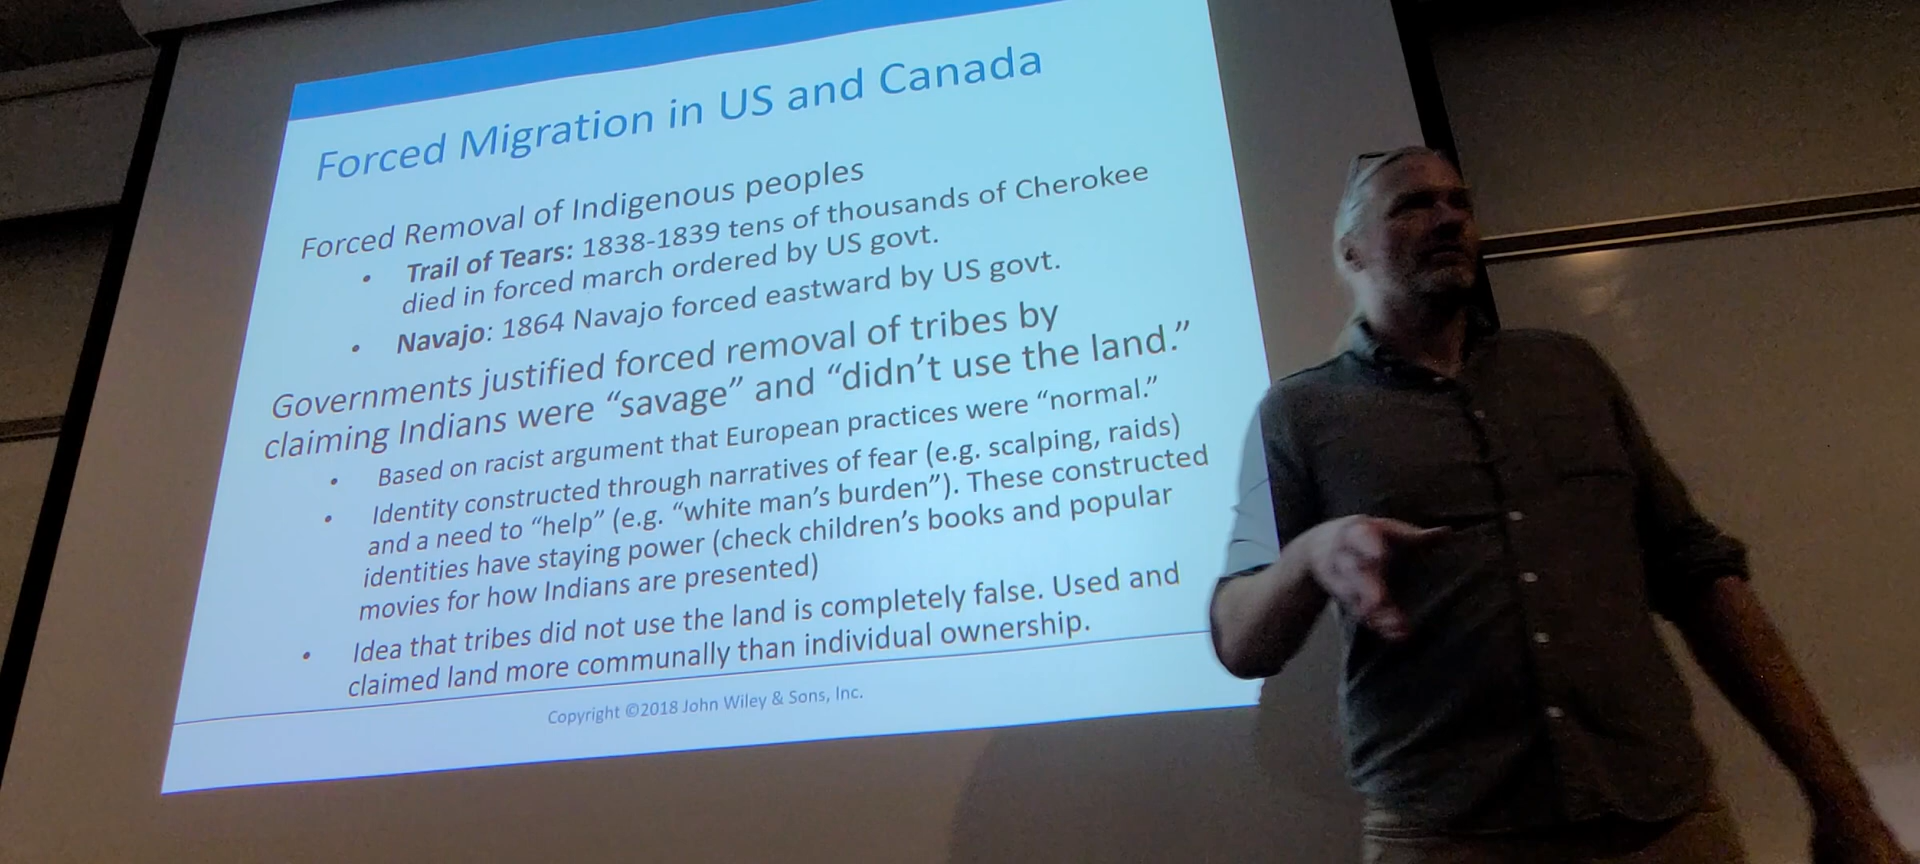 Forced Migration in US and Canada
Forced Removal of Indigenous peoples
• Trail of Tears: 1838-1839 tens of thousands of Cherokee
died in forced march ordered by US govt.
• Navajo: 1864 Navajo forced eastward by US govt.
Governments justified forced removal of tribes by
claiming Indians were “savage” and “didn’t use the land.”
• Based on racist argument that European practices were “normal.”
• Identity constructed through narratives of fear (e.g. scalping, raids)
and a need to “help” (e.g. “white man’s burden”). These constructed
identities have staying power (check children’s books and popular
movies for how Indians are presented)
• Idea that tribes did not use the land is completely false. Used and
claimed land more communally than individual ownership.
Copyright ©2018 John Wiley & Sons, Inc.